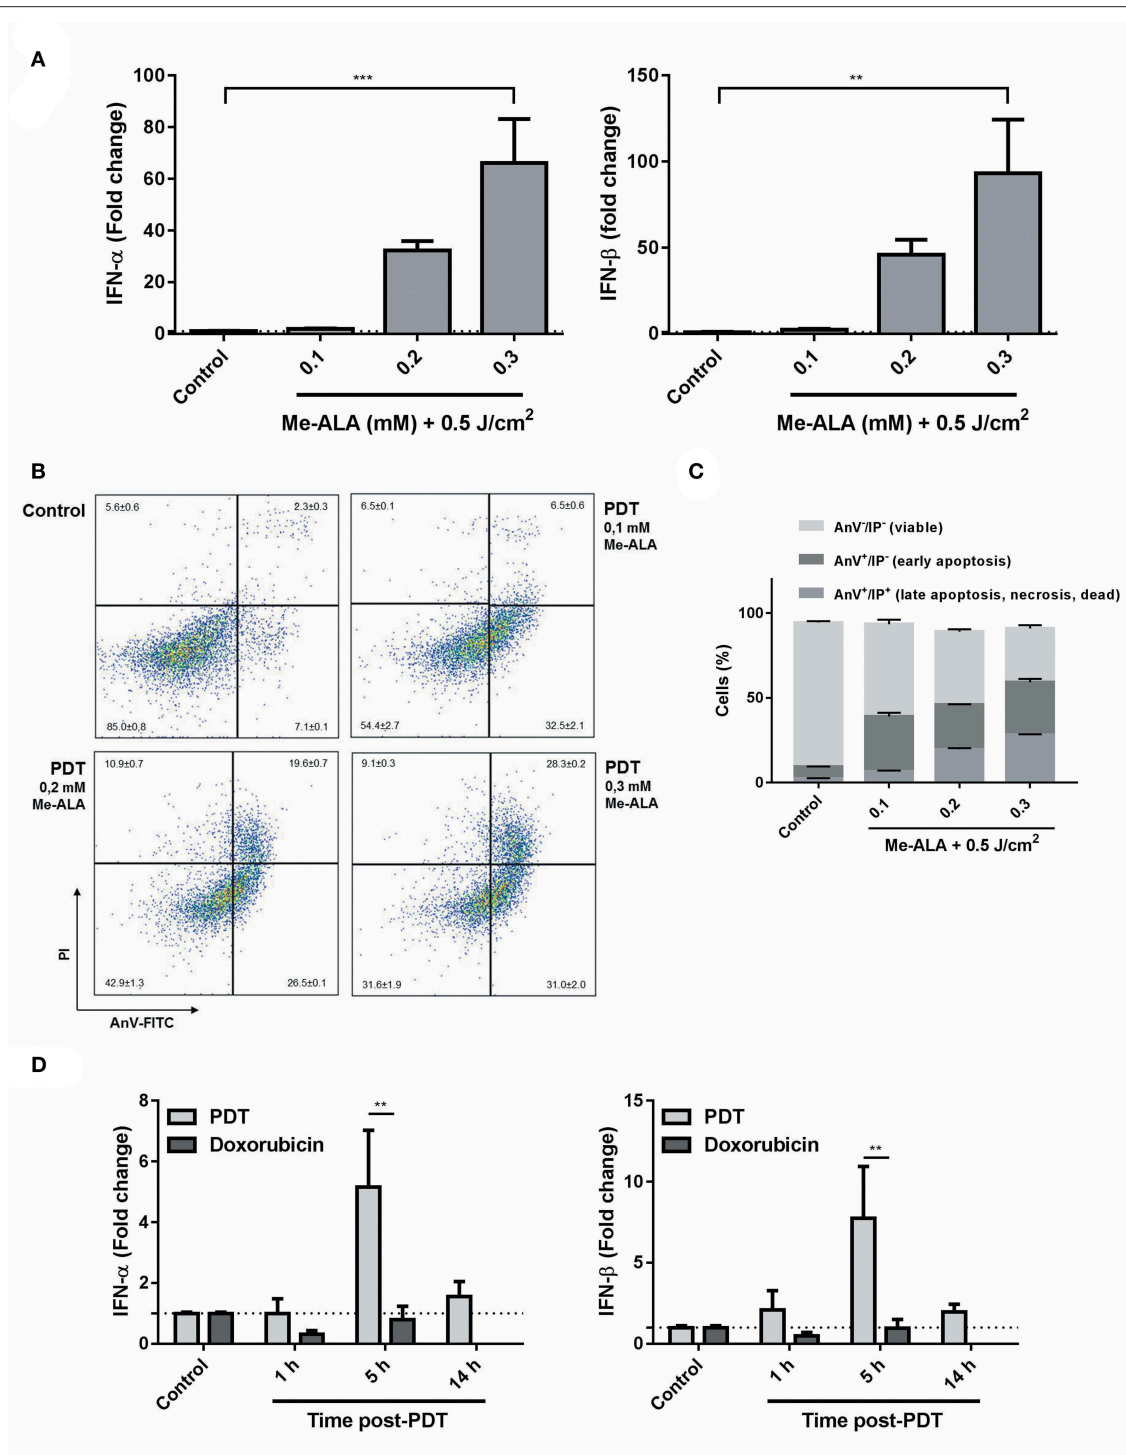 A
100
80
60
40
20
0
IFN-α (Fold change)
***
Control
0.1
0.2
0.3
Me-ALA (mM) + 0.5 J/cm²
150
100
50
0
IFN-β (fold change)
**
Control
0.1
0.2
0.3
Me-ALA (mM) + 0.5 J/cm²
B
Control
5.6±0.6
2.3±0.3
85.0±0.8
7.1±0.1
6.5±0.1
6.5±0.6
54.4±2.7
32.5±2.1
PDT
0,1 mM
Me-ALA
PDT
0,2 mM
Me-ALA
10.9±0.7
19.6±0.7
42.9±1.3
26.5±0.1
9.1±0.3
28.3±0.2
31.6±1.9
31.0±2.0
PDT
0,3 mM
Me-ALA
PI
AnV-FITC
C
AnV⁻/IP⁻ (viable)
AnV⁺/IP⁻ (early apoptosis)
AnV⁺/IP⁺ (late apoptosis, necrosis, dead)
100
50
0
Cells (%)
Control
0.1
0.2
0.3
Me-ALA + 0.5 J/cm²
D
8
6
4
2
0
IFN-α (Fold change)
PDT
Doxorubicin
**
Control
1 h
5 h
14 h
Time post-PDT
15
10
5
0
IFN-β (Fold change)
PDT
Doxorubicin
**
Control
1 h
5 h
14 h
Time post-PDT